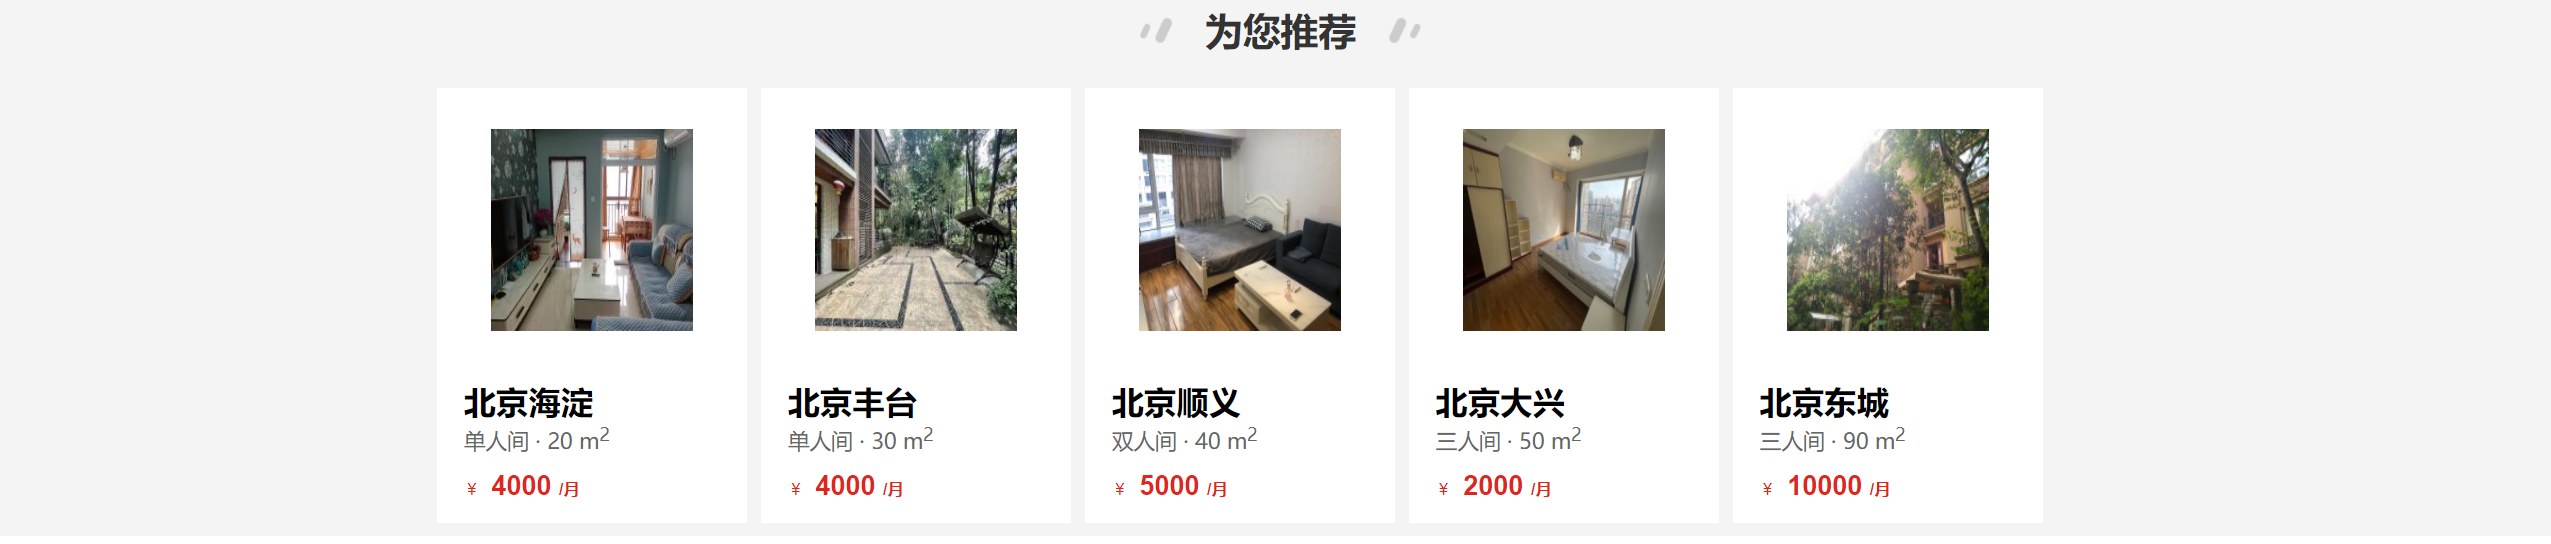 为您推荐
北京海淀
单人间 · 20 m²
¥ 4000 /月
北京丰台
单人间 · 30 m²
¥ 4000 /月
北京顺义
双人间 · 40 m²
¥ 5000 /月
北京大兴
三人间 · 50 m²
¥ 2000 /月
北京东城
三人间 · 90 m²
¥ 10000 /月